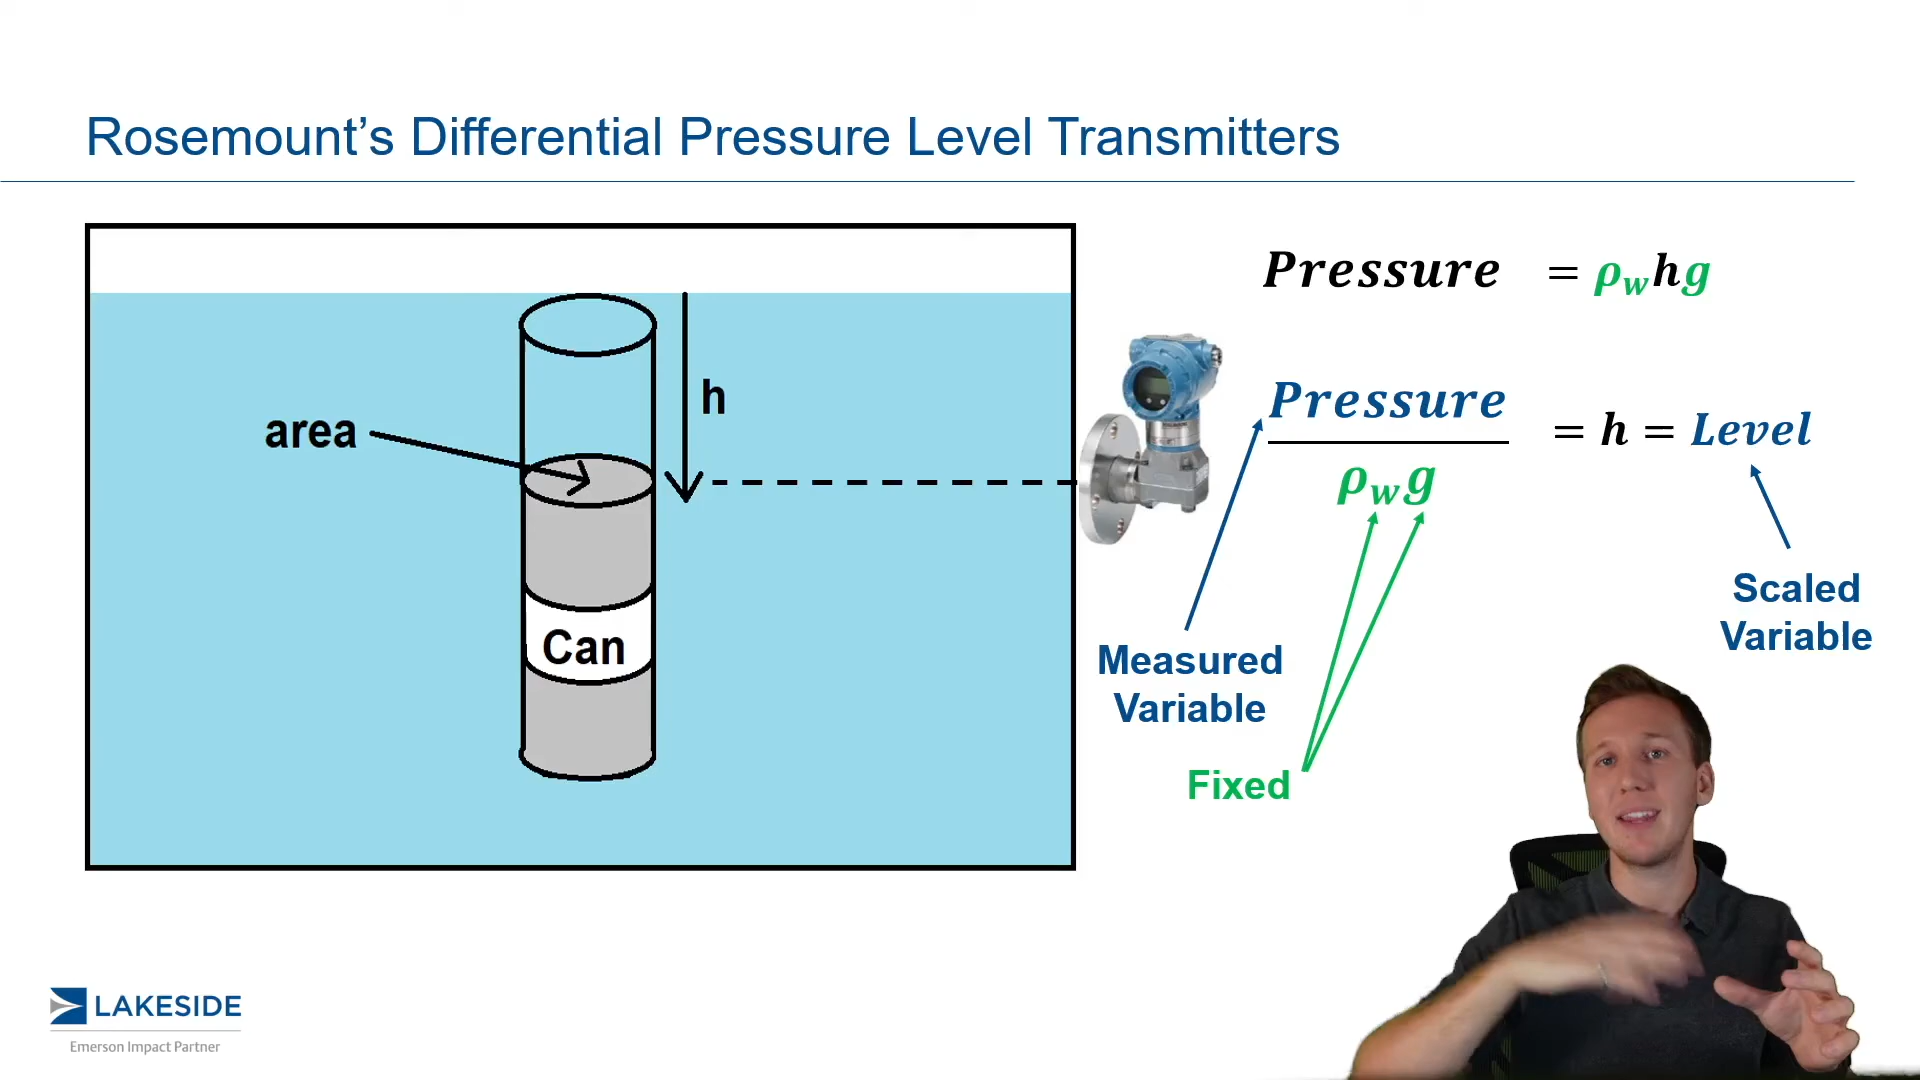 Rosemount’s Differential Pressure Level Transmitters
area
h
Can
Pressure = ρwhg
Pressure
ρwg
= h = Level
Measured
Variable
Fixed
Scaled
Variable
LAKESIDE
Emerson Impact Partner